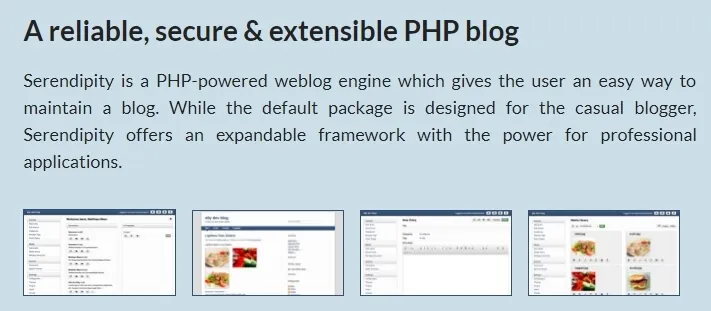 A reliable, secure & extensible PHP blog
Serendipity is a PHP-powered weblog engine which gives the user an easy way to
maintain a blog. While the default package is designed for the casual blogger,
Serendipity offers an expandable framework with the power for professional
applications.